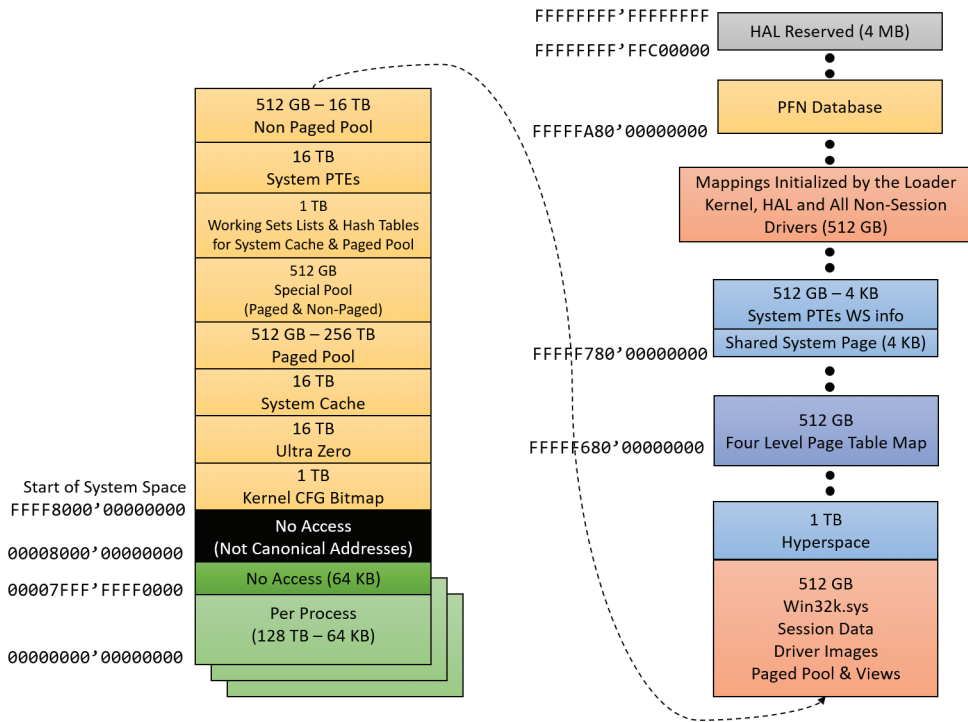 512 GB – 16 TB
Non Paged Pool
16 TB
System PTEs
1 TB
Working Sets Lists & Hash Tables
for System Cache & Paged Pool
512 GB
Special Pool
(Paged & Non-Paged)
512 GB – 256 TB
Paged Pool
16 TB
System Cache
16 TB
Ultra Zero
1 TB
Kernel CFG Bitmap
Start of System Space
FFFF8000’00000000
No Access
(Not Canonical Addresses)
00008000’00000000
No Access (64 KB)
00007FFF’FFFF0000
Per Process
(128 TB – 64 KB)
00000000’00000000
FFFFFFFF’FFFFFFFF
HAL Reserved (4 MB)
FFFFFFFF’FFC00000
PFN Database
FFFFFA80’00000000
Mappings Initialized by the Loader
Kernel, HAL and All Non-Session
Drivers (512 GB)
512 GB – 4 KB
System PTEs WS info
Shared System Page (4 KB)
FFFFF780’00000000
512 GB
Four Level Page Table Map
FFFFF680’00000000
1 TB
Hyperspace
512 GB
Win32k.sys
Session Data
Driver Images
Paged Pool & Views